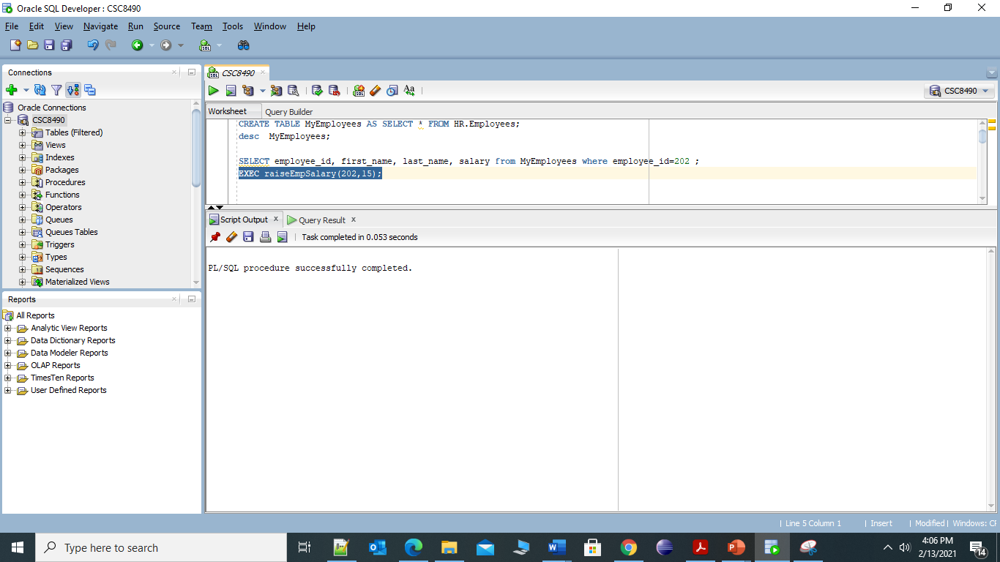 Oracle SQL Developer : CSC8490
File Edit View Navigate Run Source Team Tools Window Help
Connections
Oracle Connections
CSC8490
Tables (Filtered)
Views
Indexes
Packages
Procedures
Functions
Operators
Queues
Queues Tables
Triggers
Types
Sequences
Materialized Views
Reports
All Reports
Analytic View Reports
Data Dictionary Reports
Data Modeler Reports
OLAP Reports
TimesTen Reports
User Defined Reports
CSC8490
CSC8490
Worksheet Query Builder
CREATE TABLE MyEmployees AS SELECT * FROM HR.Employees;
desc MyEmployees;
SELECT employee_id, first_name, last_name, salary from MyEmployees where employee_id=202 ;
EXEC raiseEmpSalary(202,15);
Script Output x Query Result x
Task completed in 0.053 seconds
PL/SQL procedure successfully completed.
Line 5 Column 1 Insert Modified Windows: CF
Type here to search
4:06 PM
2/13/2021
14